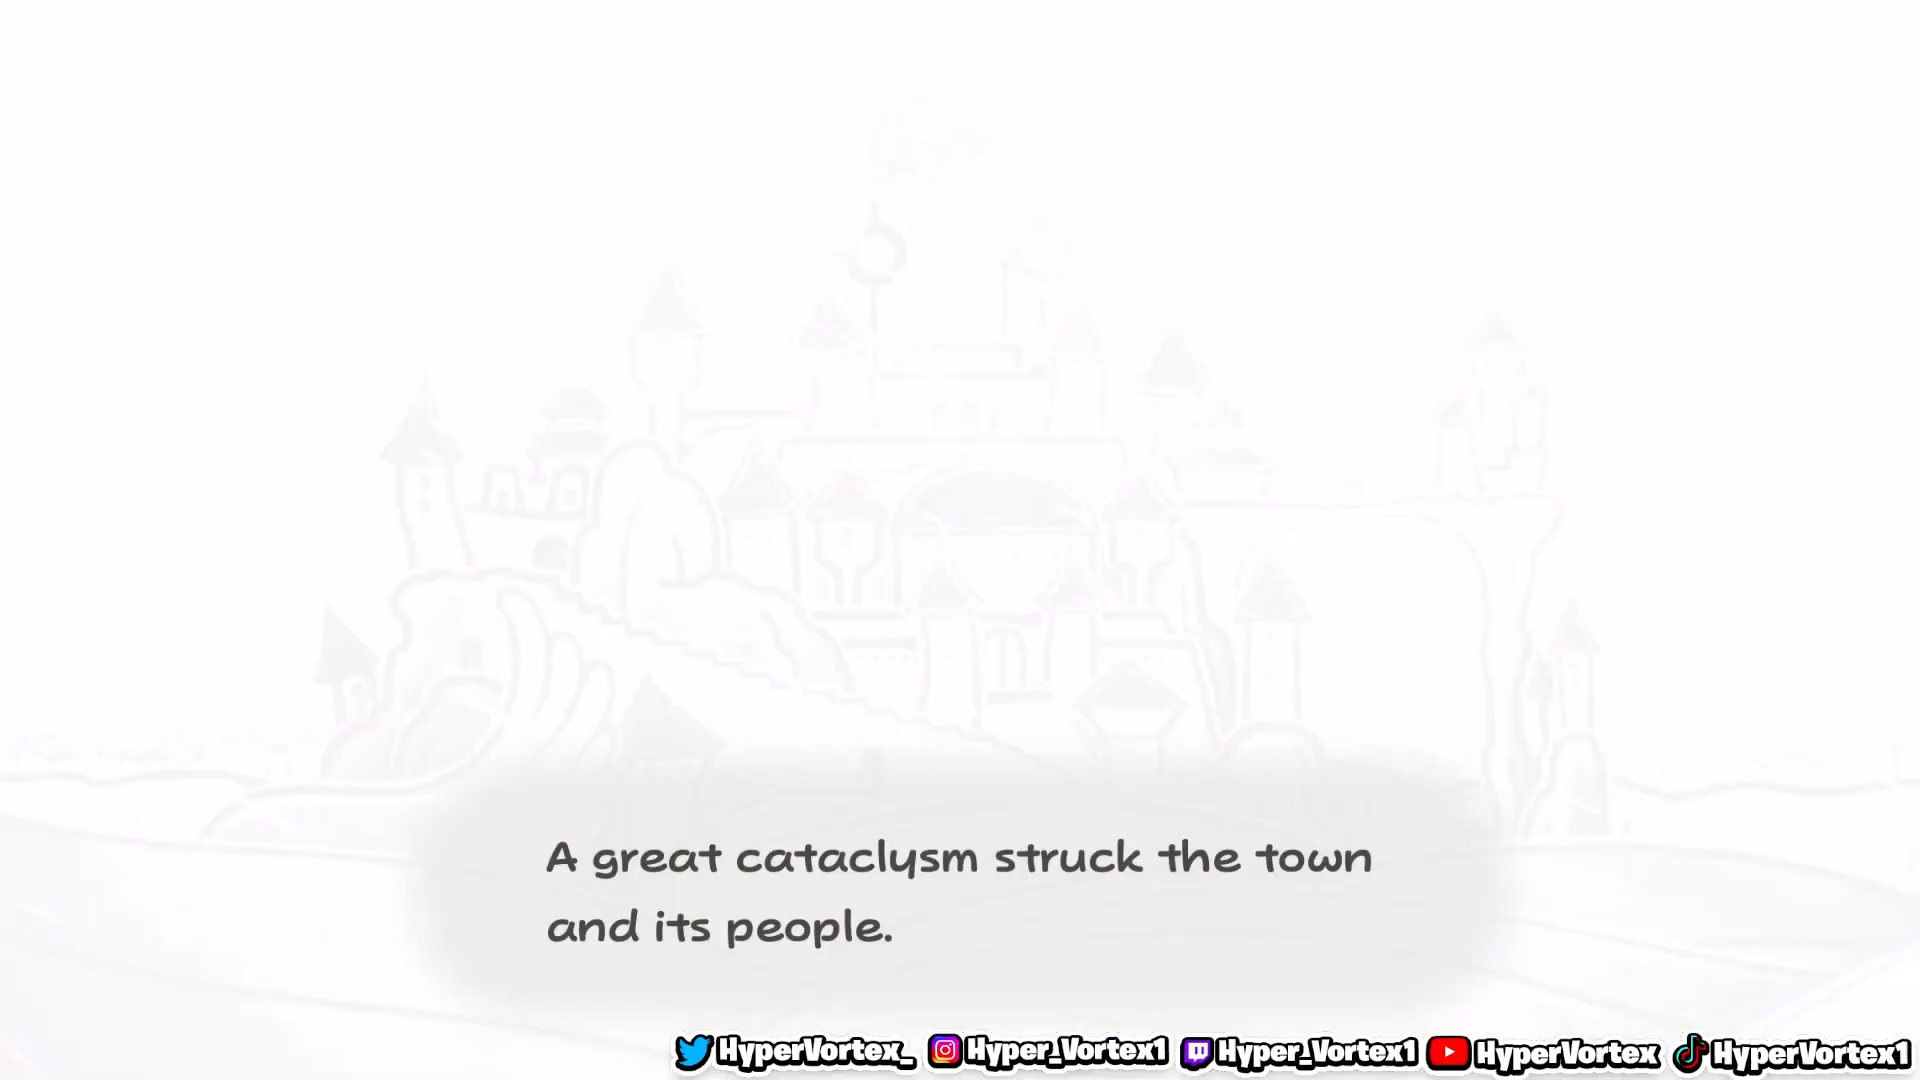 A great cataclysm struck the town
and its people.
HyperVortex_ Hyper_Vortex1 Hyper_Vortex1 HyperVortex HyperVortex1